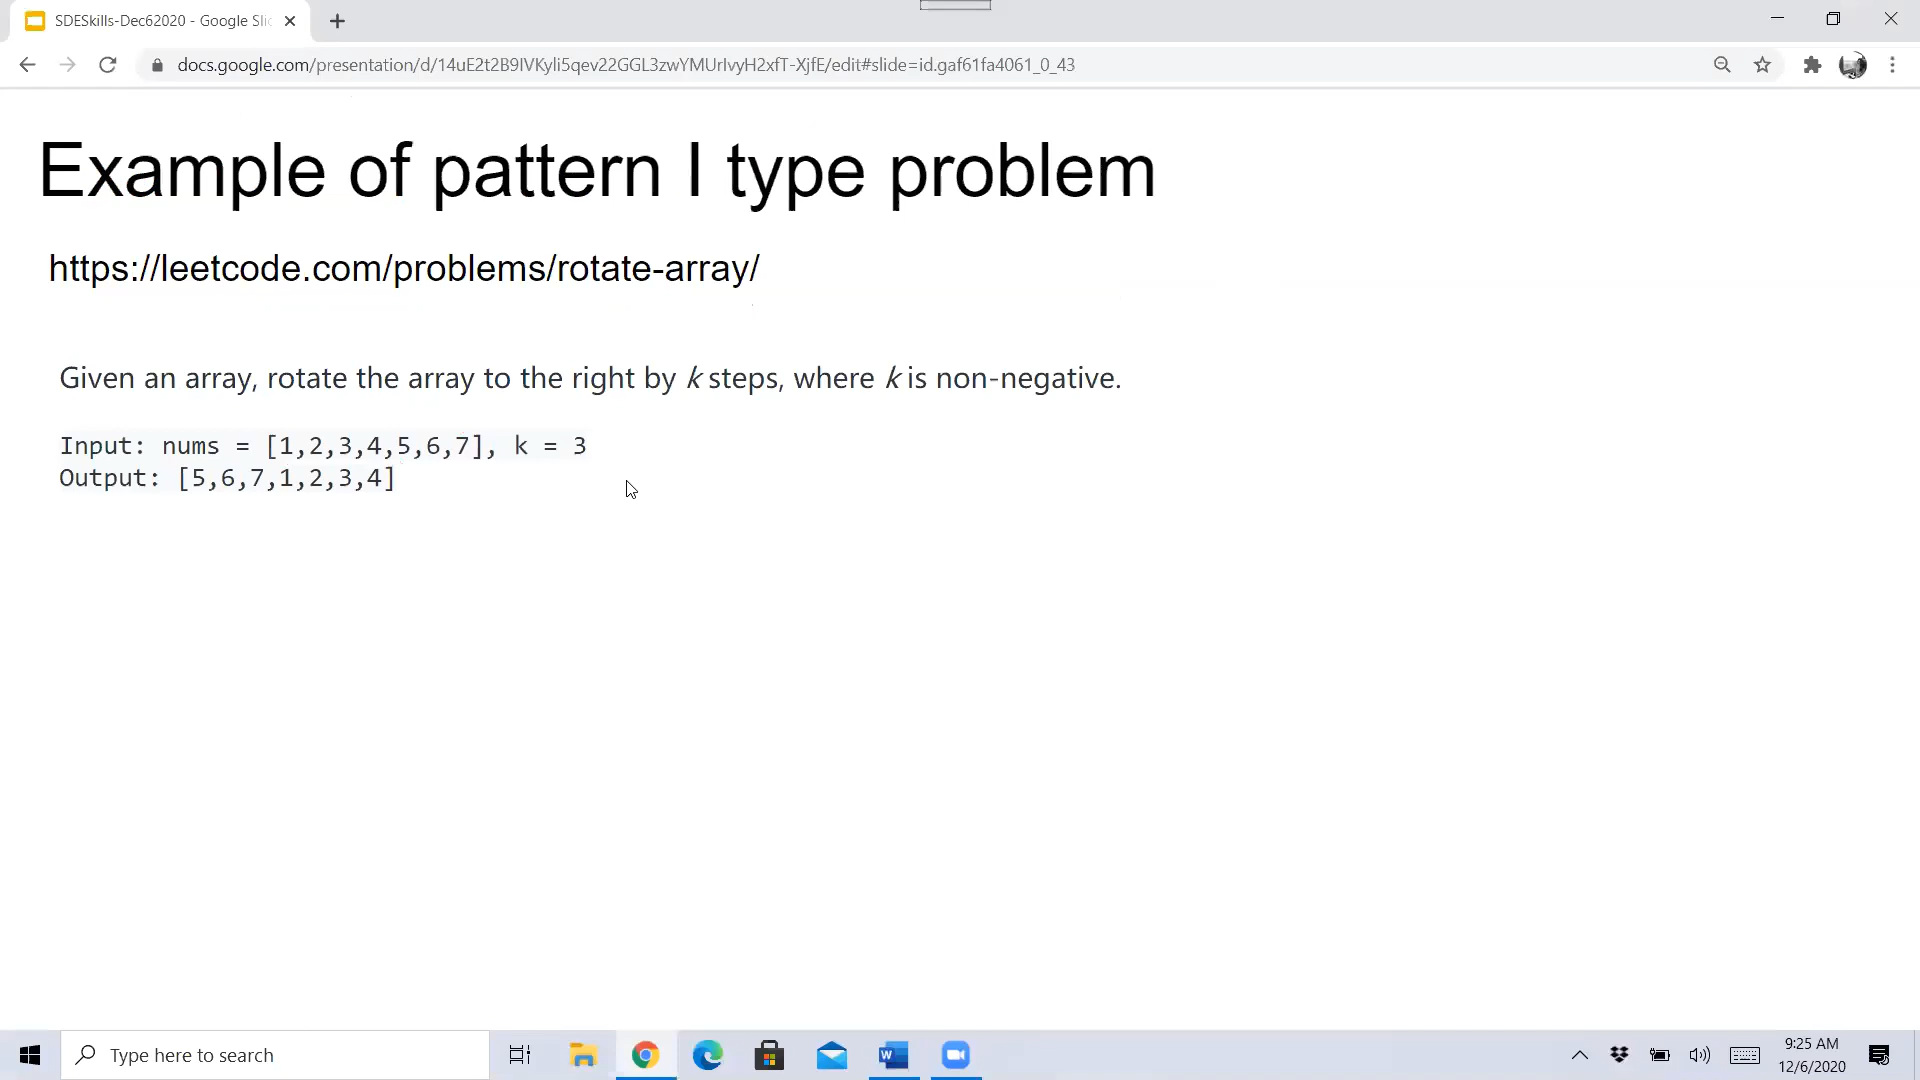 SDESkills-Dec62020 - Google Slid
docs.google.com/presentation/d/14uE2t2B9IVKyli5qev22GGL3zwYMUrIvyH2xfT-XjfE/edit#slide=id.gaf61fa4061_0_43
Example of pattern I type problem
https://leetcode.com/problems/rotate-array/
Given an array, rotate the array to the right by k steps, where k is non-negative.
Input: nums = [1,2,3,4,5,6,7], k = 3
Output: [5,6,7,1,2,3,4]
Type here to search
W
9:25 AM
12/6/2020